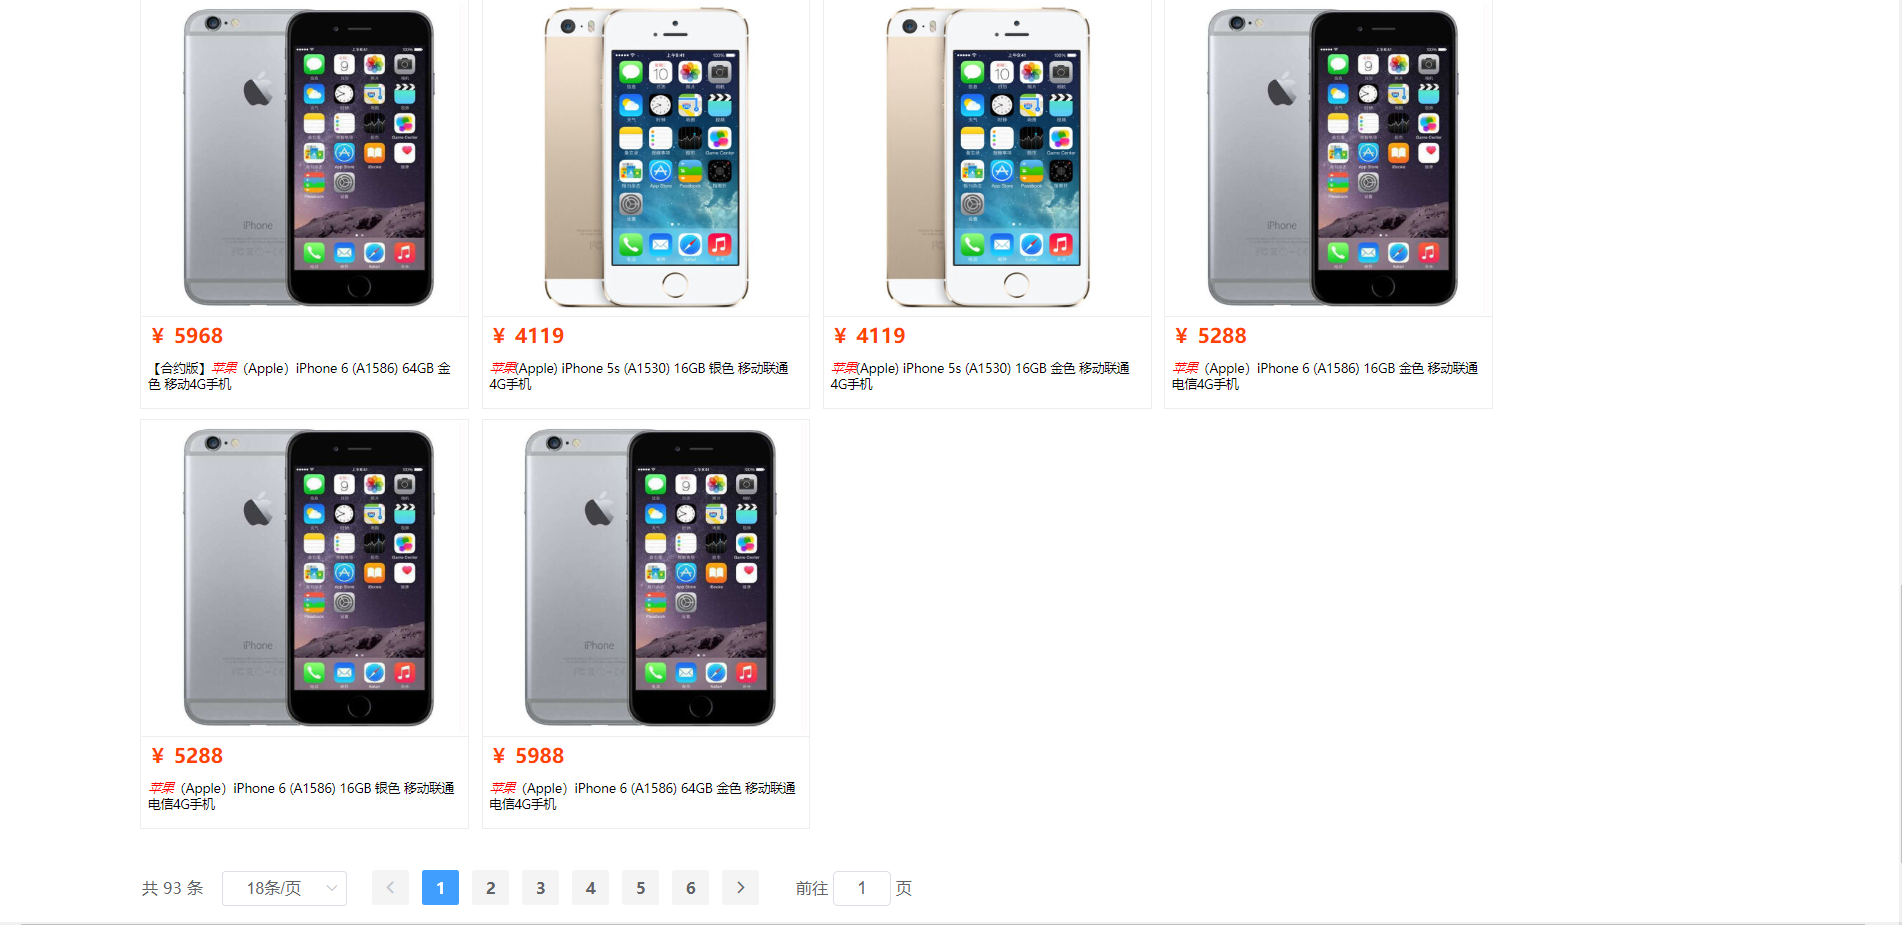 ¥ 5968
【合约版】苹果（Apple）iPhone 6 (A1586) 64GB 金
色 移动4G手机
¥ 4119
苹果(Apple) iPhone 5s (A1530) 16GB 银色 移动联通
4G手机
¥ 4119
苹果(Apple) iPhone 5s (A1530) 16GB 金色 移动联通
4G手机
¥ 5288
苹果（Apple）iPhone 6 (A1586) 16GB 金色 移动联通
电信4G手机
¥ 5288
苹果（Apple）iPhone 6 (A1586) 16GB 银色 移动联通
电信4G手机
¥ 5988
苹果（Apple）iPhone 6 (A1586) 64GB 金色 移动联通
电信4G手机
共 93 条 18条/页 1 2 3 4 5 6 前往 1 页